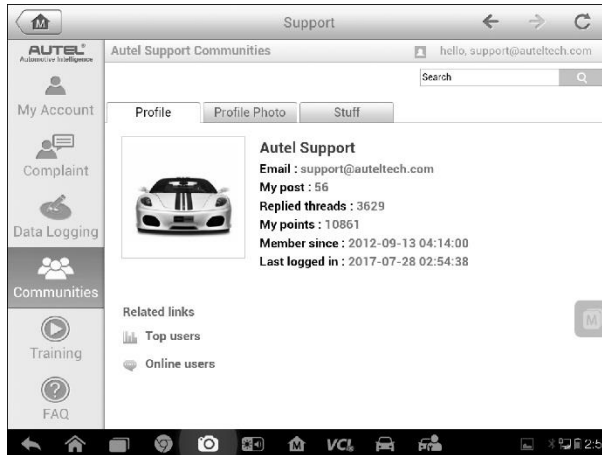 Support
AUTEL®
Automotive Intelligence
Autel Support Communities
hello, support@auteltech.com
Search
My Account
Profile
Profile Photo
Stuff
Autel Support
Email : support@auteltech.com
My post : 56
Replied threads : 3629
My points : 10861
Member since : 2012-09-13 04:14:00
Last logged in : 2017-07-28 02:54:38
Complaint
Data Logging
Communities
Related links
Top users
Online users
Training
FAQ
M
VCI
2:5